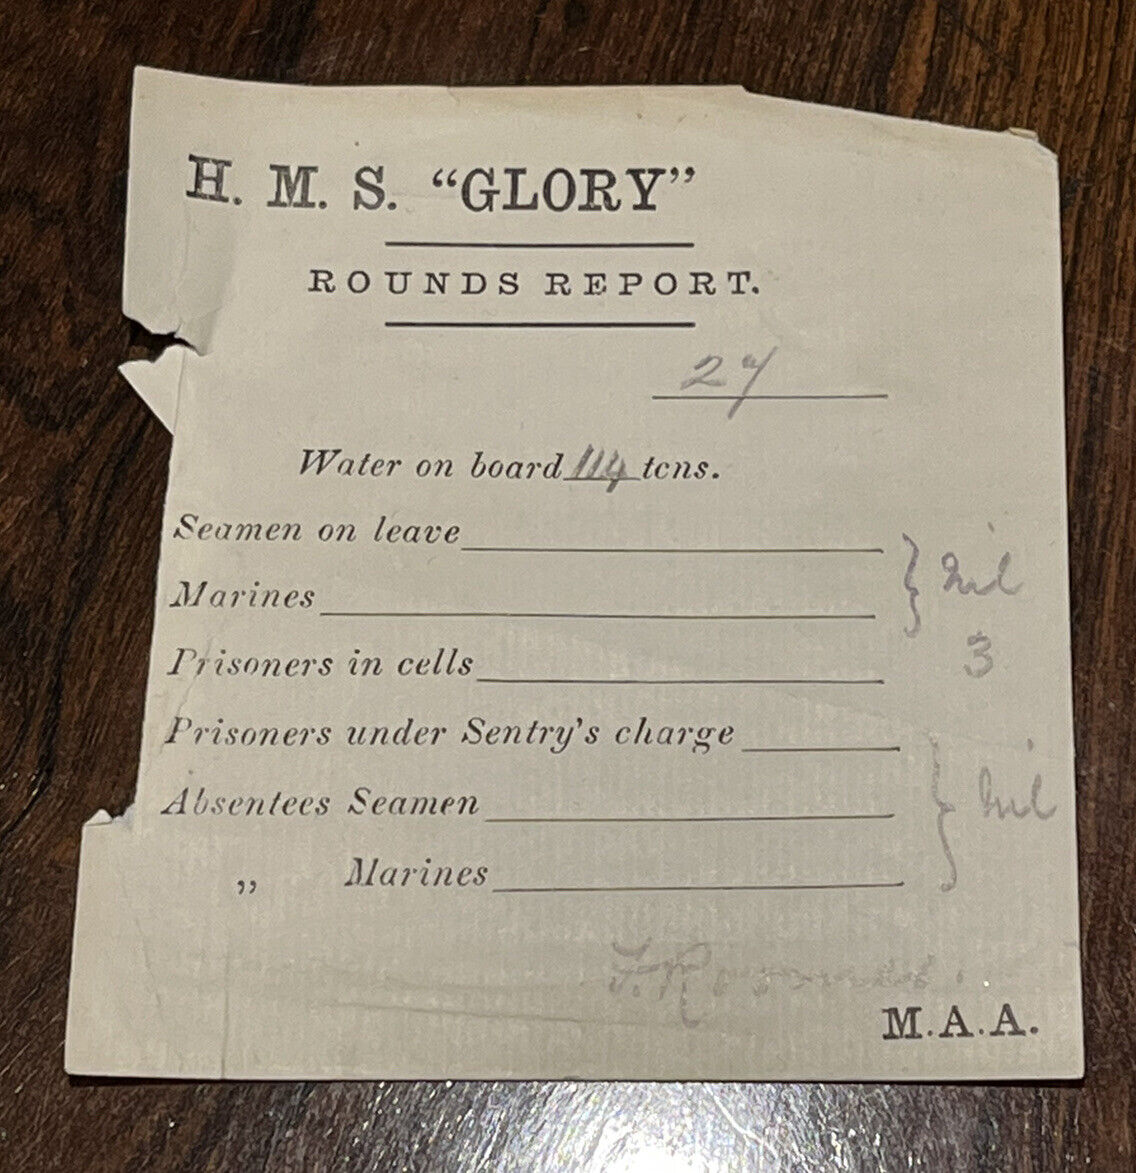 H. M. S. “GLORY”
ROUNDS REPORT.
27
Water on board 114 tons.
Seamen on leave
Marines
} Nil
Prisoners in cells 3
Prisoners under Sentry's charge
Absentees Seamen
„ Marines
} Nil
M.A.A.